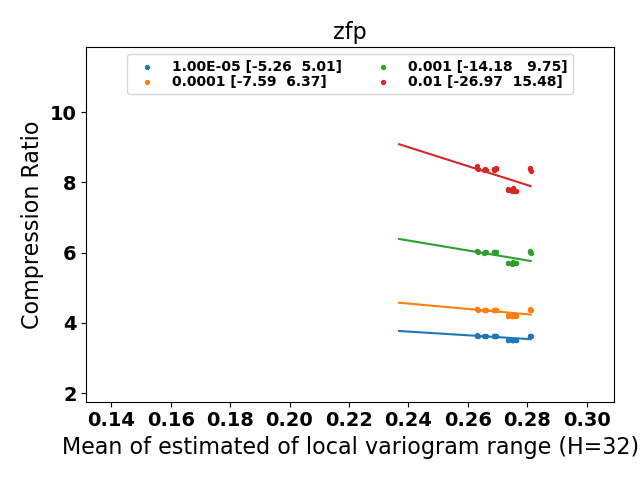 zfp
1.00E-05 [-5.26  5.01]
0.0001 [-7.59  6.37]
0.001 [-14.18   9.75]
0.01 [-26.97  15.48]
Compression Ratio
10
8
6
4
2
0.14 0.16 0.18 0.20 0.22 0.24 0.26 0.28 0.30
Mean of estimated of local variogram range (H=32)